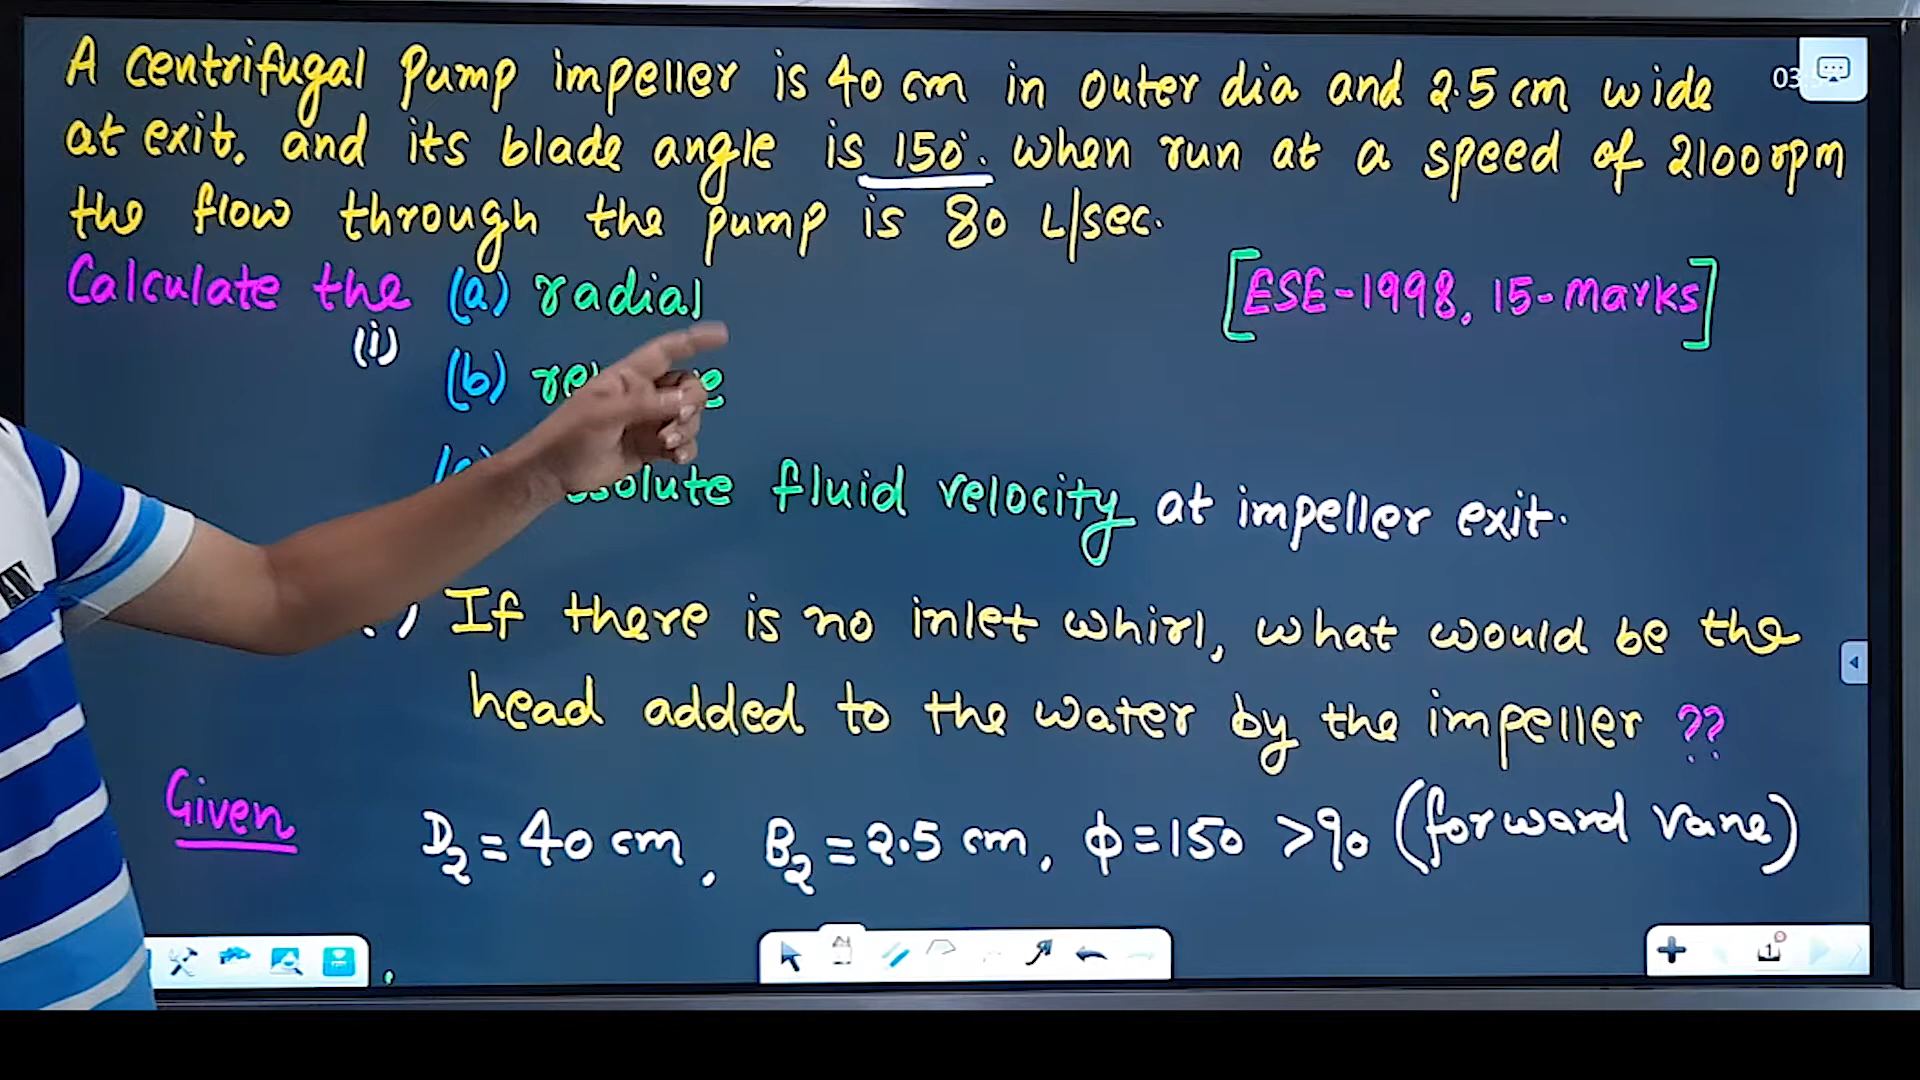 A centrifugal Pump impeller is 40 cm in outer dia and 2.5 cm wide
at exit. and its blade angle is 150°. when run at a speed of 2100 rpm
the flow through the pump is 80 L/sec.
Calculate the (a) radial
[ESE-1998, 15-Marks]
(i)
(b)
fluid velocity at impeller exit.
If there is no inlet whirl, what would be the
head added to the water by the impeller ??
Given
D2 = 40 cm, B2 = 2.5 cm, φ = 150 > 90 (forward vane)
1